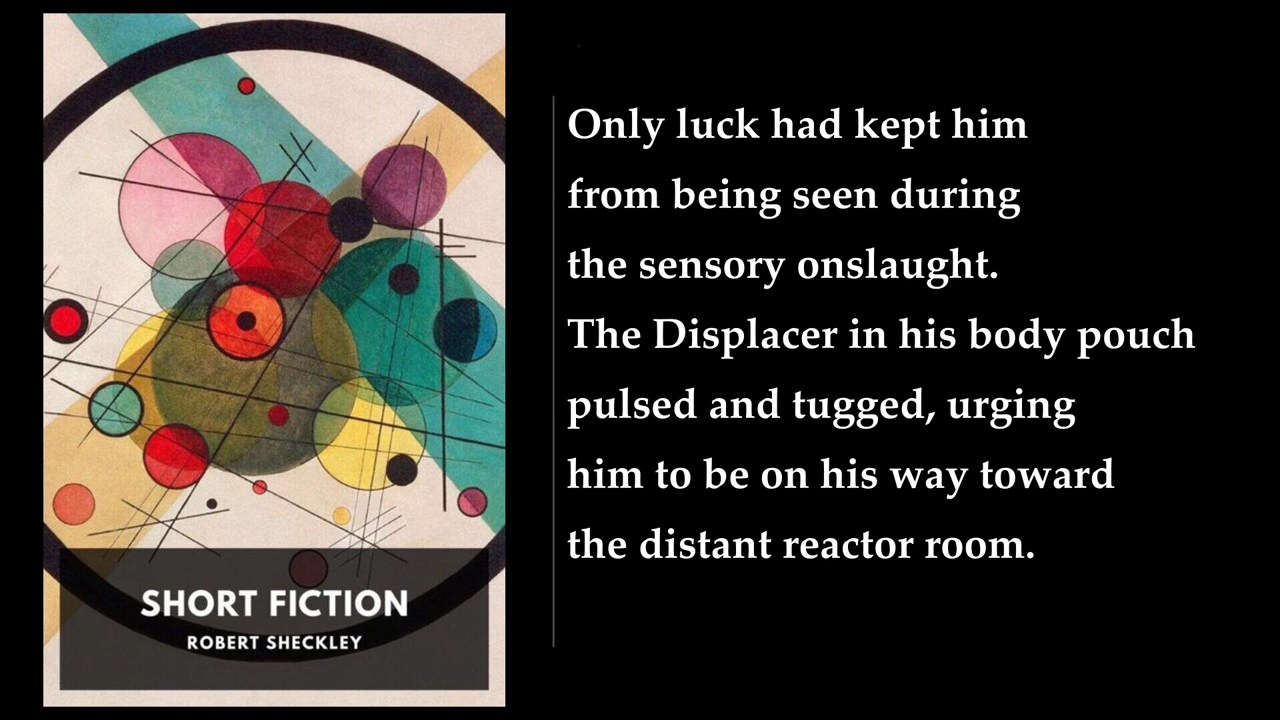 Only luck had kept him
from being seen during
the sensory onslaught.
The Displacer in his body pouch
pulsed and tugged, urging
him to be on his way toward
the distant reactor room.
SHORT FICTION
ROBERT SHECKLEY